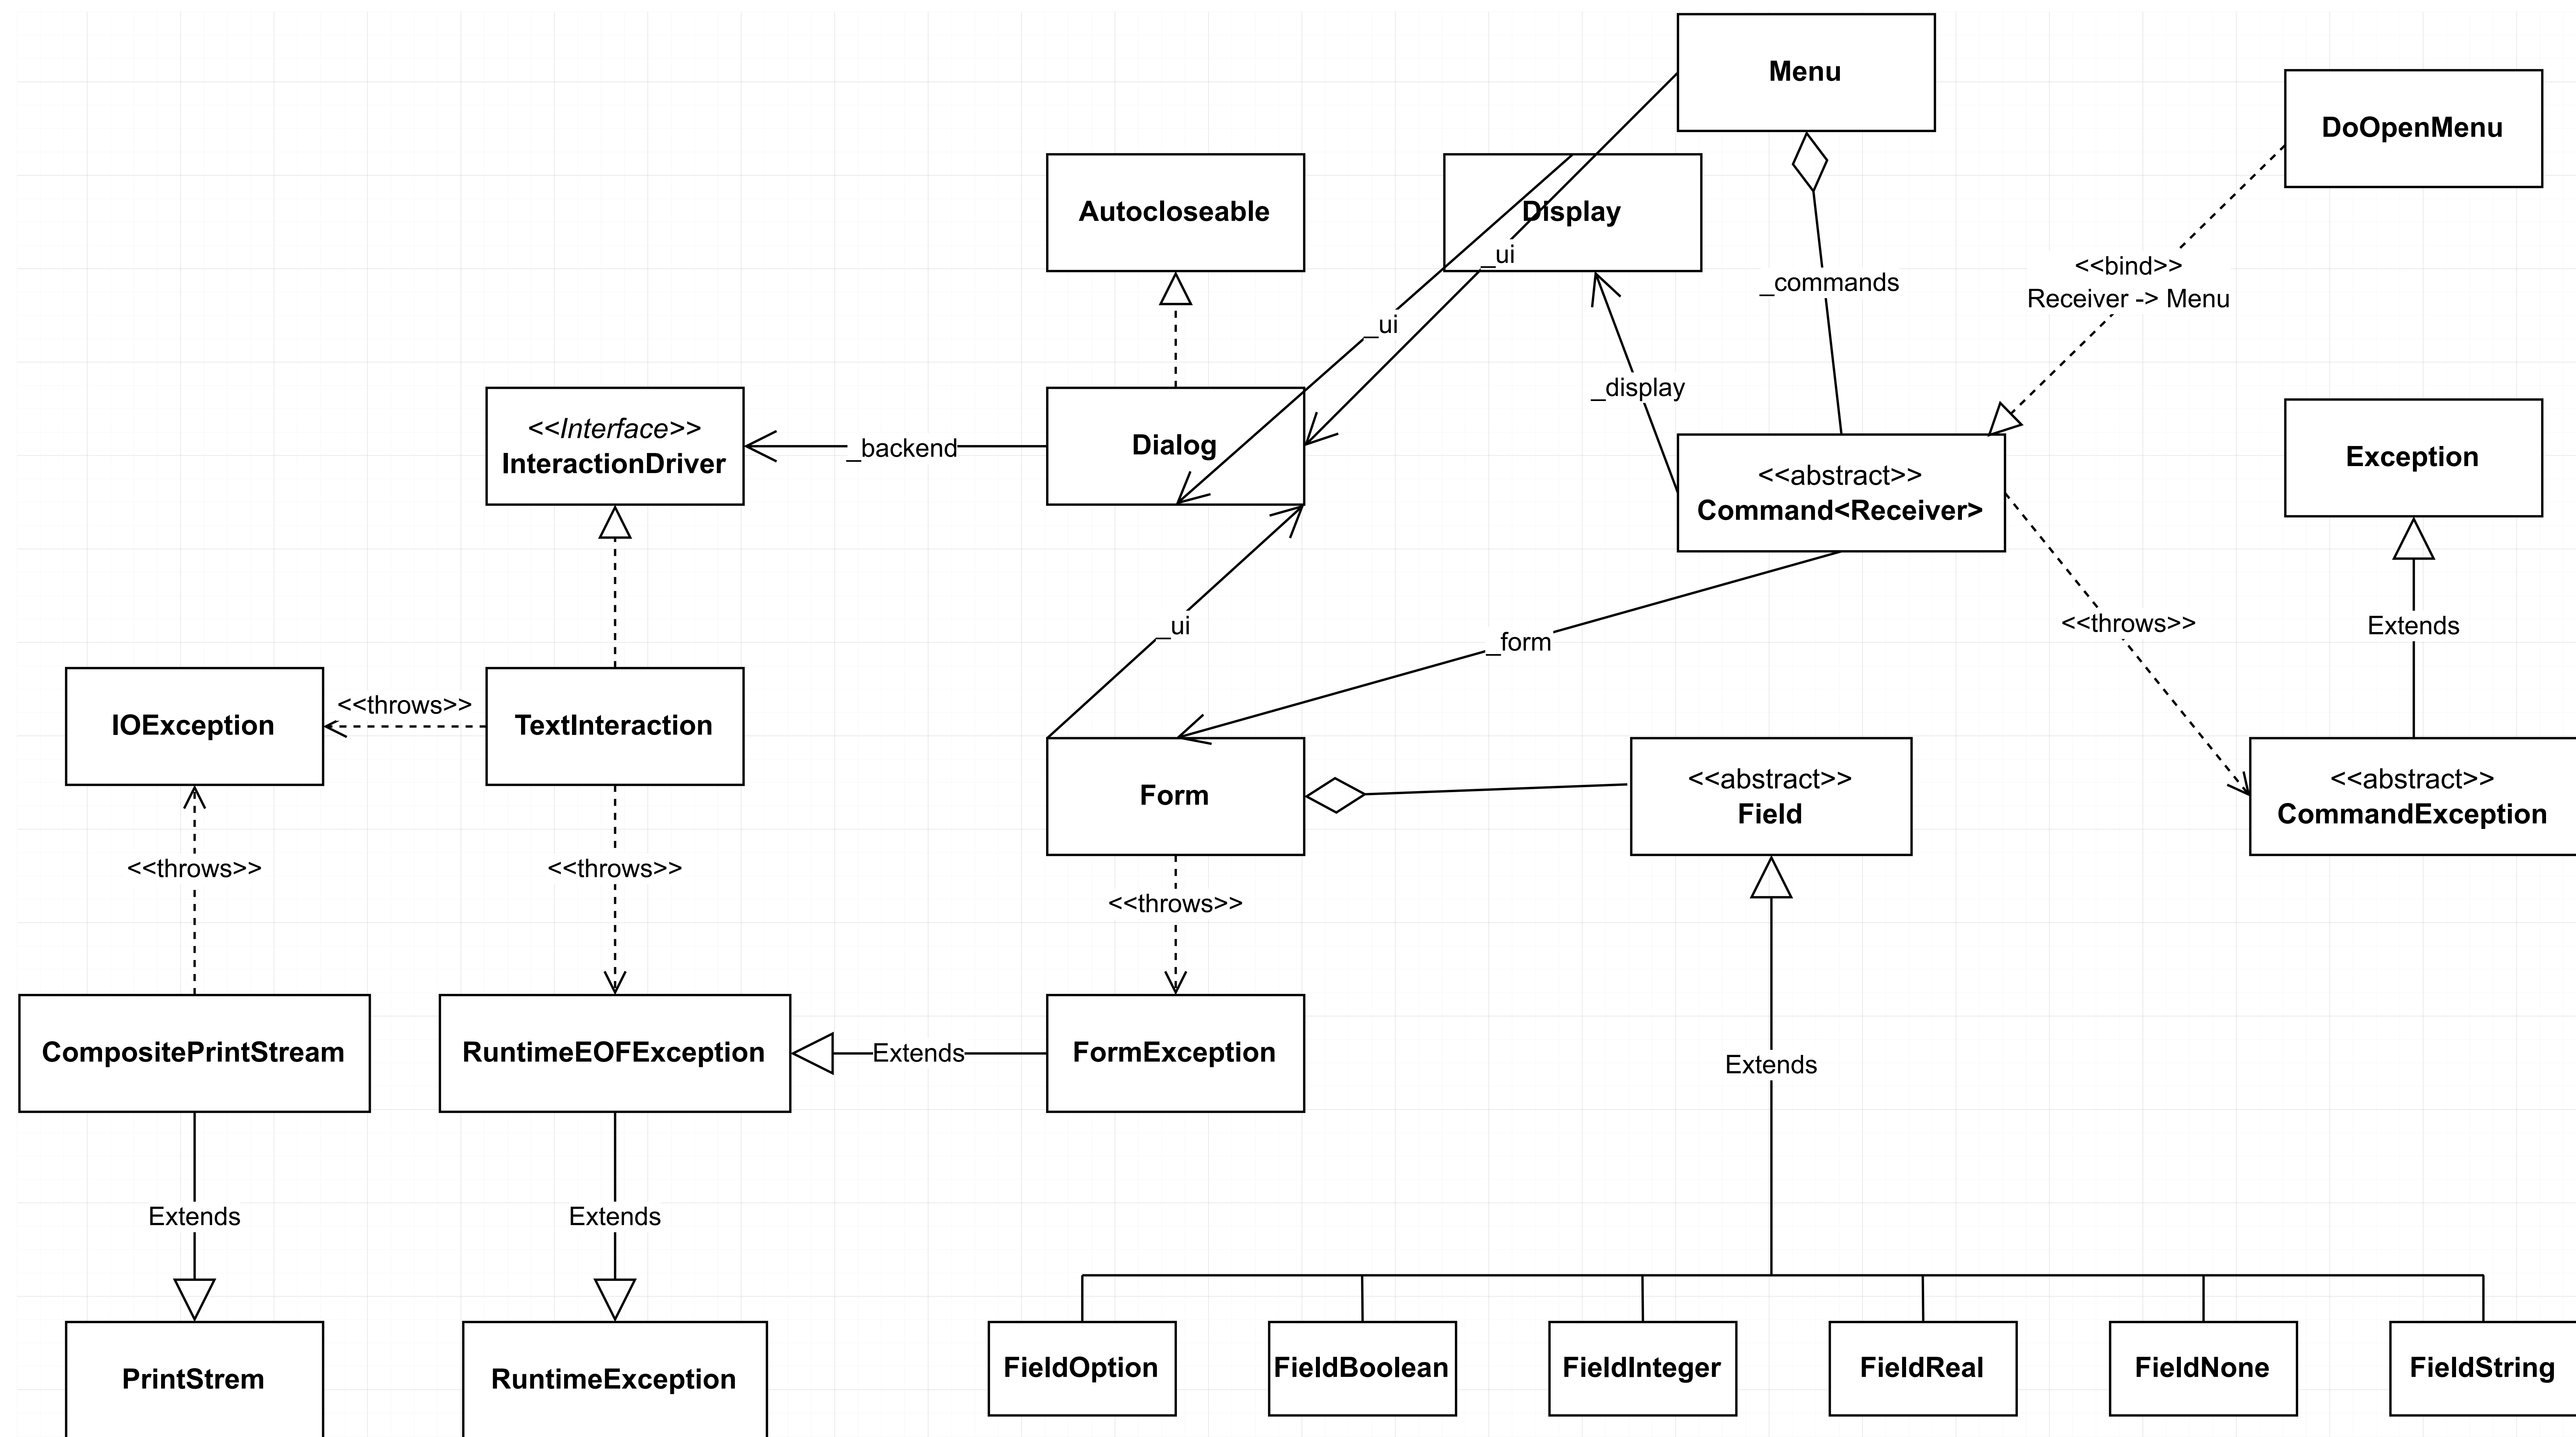 Menu
DoOpenMenu
Autocloseable
Display
_ui
<<bind>>
Receiver -> Menu
_commands
_ui
_display
<<Interface>>
InteractionDriver
_backend
Dialog
<<abstract>>
Command<Receiver>
Exception
_ui
_form
<<throws>>
Extends
IOException
<<throws>>
TextInteraction
Form
<<abstract>>
Field
<<abstract>>
CommandException
<<throws>>
<<throws>>
<<throws>>
CompositePrintStream
RuntimeEOFException
Extends
FormException
Extends
Extends
Extends
PrintStrem
RuntimeException
FieldOption
FieldBoolean
FieldInteger
FieldReal
FieldNone
FieldString